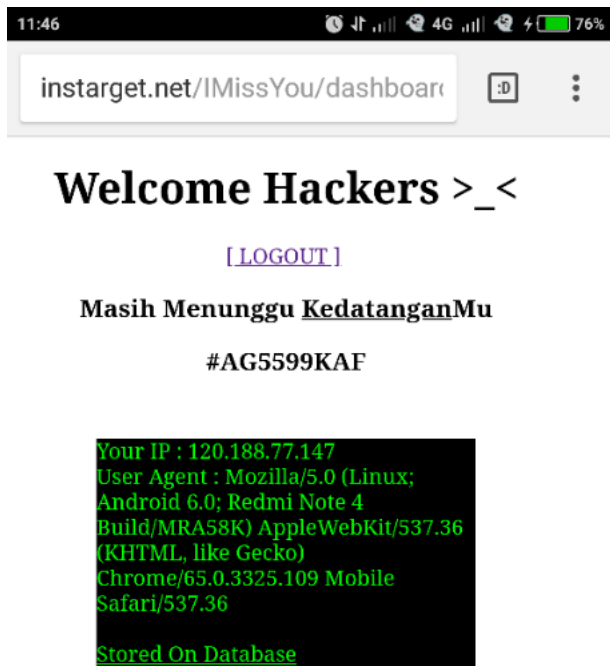 11:46 4G 76%
instarget.net/IMissYou/dashboar :D
Welcome Hackers >_<
[ LOGOUT ]
Masih Menunggu KedatanganMu
#AG5599KAF
Your IP : 120.188.77.147
User Agent : Mozilla/5.0 (Linux;
Android 6.0; Redmi Note 4
Build/MRA58K) AppleWebKit/537.36
(KHTML, like Gecko)
Chrome/65.0.3325.109 Mobile
Safari/537.36
Stored On Database